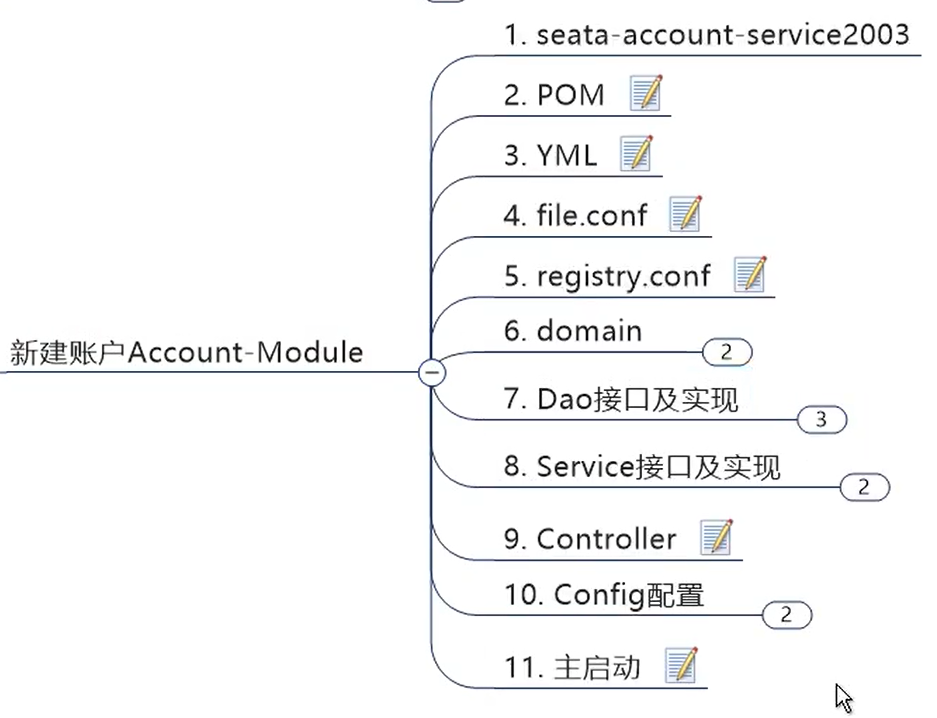 1. seata-account-service2003
2. POM
3. YML
4. file.conf
5. registry.conf
新建账户Account-Module
6. domain
2
7. Dao接口及实现
3
8. Service接口及实现
2
9. Controller
10. Config配置
2
11. 主启动